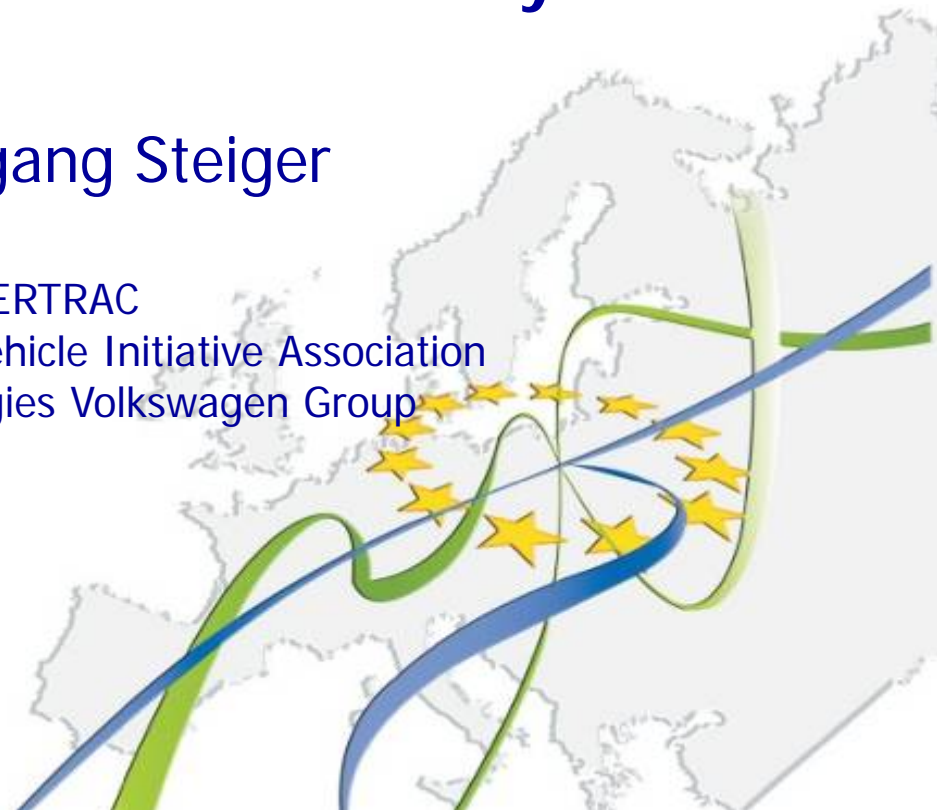 gang Steiger
ERTRAC
ehicle Initiative Association
gies Volkswagen Group